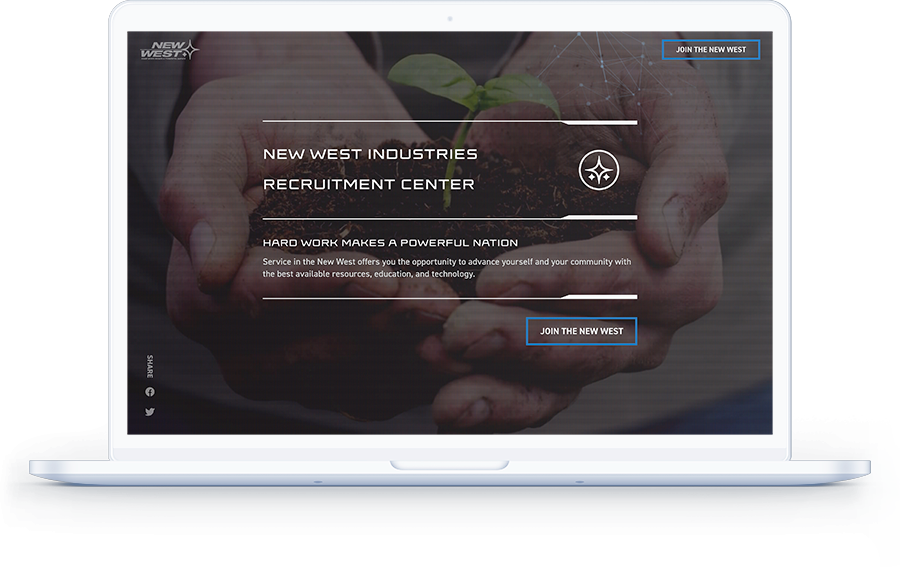 NEW
WEST
JOIN THE NEW WEST
NEW WEST INDUSTRIES
RECRUITMENT CENTER
HARD WORK MAKES A POWERFUL NATION
Service in the New West offers you the opportunity to advance yourself and your community with
the best available resources, education, and technology.
JOIN THE NEW WEST
SHARE